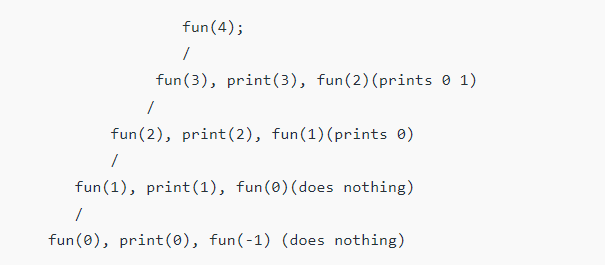 fun(4);
/
fun(3), print(3), fun(2)(prints 0 1)
/
fun(2), print(2), fun(1)(prints 0)
/
fun(1), print(1), fun(0)(does nothing)
/
fun(0), print(0), fun(-1) (does nothing)